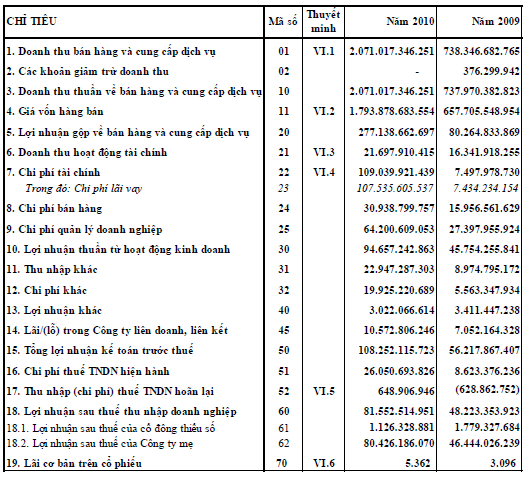 CHỈ TIÊU Mã số Thuyết minh Năm 2010 Năm 2009
1. Doanh thu bán hàng và cung cấp dịch vụ 01 VI.1 2.071.017.346.251 738.346.682.765
2. Các khoản giảm trừ doanh thu 02 - 376.299.942
3. Doanh thu thuần về bán hàng và cung cấp dịch vụ 10 2.071.017.346.251 737.970.382.823
4. Giá vốn hàng bán 11 VI.2 1.793.878.683.554 657.705.548.954
5. Lợi nhuận gộp về bán hàng và cung cấp dịch vụ 20 277.138.662.697 80.264.833.869
6. Doanh thu hoạt động tài chính 21 VI.3 21.697.910.415 16.341.918.255
7. Chi phí tài chính 22 VI.4 109.039.921.439 7.497.978.730
Trong đó: Chi phí lãi vay 23 107.535.605.537 7.434.234.154
8. Chi phí bán hàng 24 30.938.799.757 15.956.561.629
9. Chi phí quản lý doanh nghiệp 25 64.200.609.053 27.397.955.924
10. Lợi nhuận thuần từ hoạt động kinh doanh 30 94.657.242.863 45.754.255.841
11. Thu nhập khác 31 22.947.287.303 8.974.795.172
12. Chi phí khác 32 19.925.220.689 5.563.347.934
13. Lợi nhuận khác 40 3.022.066.614 3.411.447.238
14. Lãi/(lỗ) trong Công ty liên doanh, liên kết 45 10.572.806.246 7.052.164.328
15. Tổng lợi nhuận kế toán trước thuế 50 108.252.115.723 56.217.867.407
16. Chi phí thuế TNDN hiện hành 51 26.050.693.826 8.623.376.236
17. Thu nhập (chi phí) thuế TNDN hoãn lại 52 VI.5 648.906.946 (628.862.752)
18. Lợi nhuận sau thuế thu nhập doanh nghiệp 60 81.552.514.951 48.223.353.923
18.1. Lợi nhuận sau thuế của cổ đông thiểu số 61 1.126.328.881 1.779.327.684
18.2. Lợi nhuận sau thuế của Công ty mẹ 62 80.426.186.070 46.444.026.239
19. Lãi cơ bản trên cổ phiếu 70 VI.6 5.362 3.096